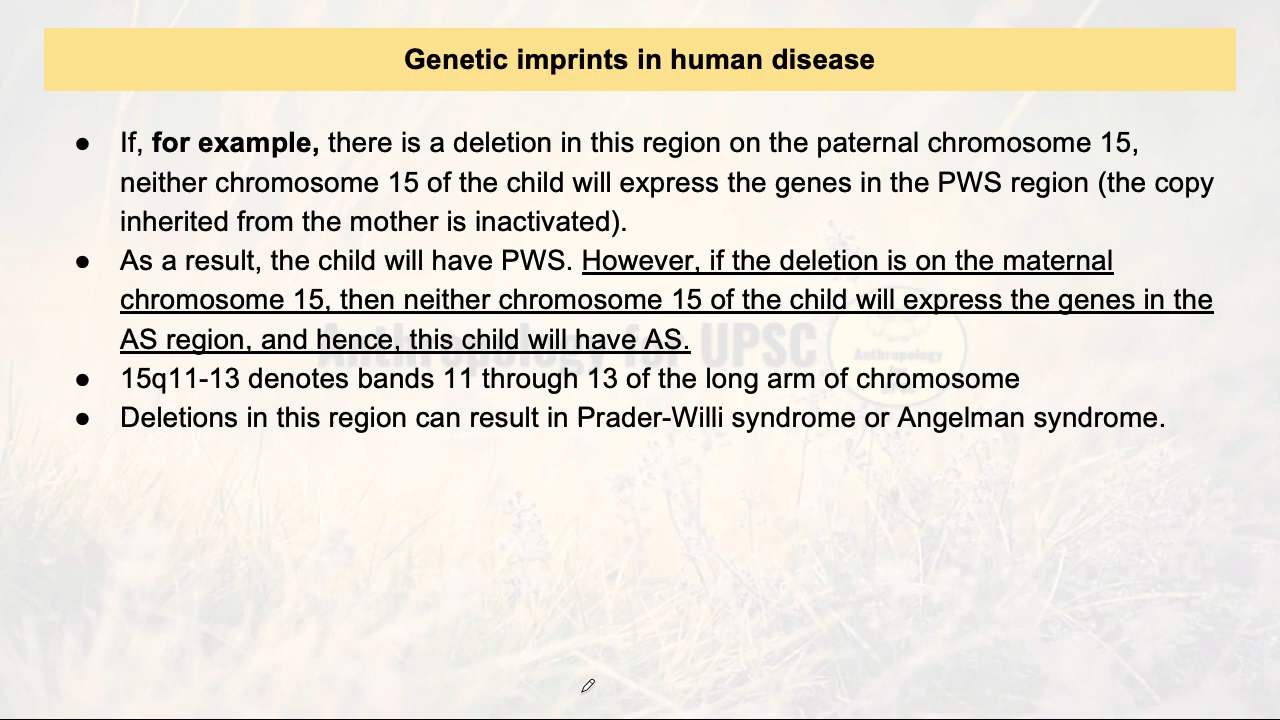 Genetic imprints in human disease
● If, for example, there is a deletion in this region on the paternal chromosome 15,
neither chromosome 15 of the child will express the genes in the PWS region (the copy
inherited from the mother is inactivated).
● As a result, the child will have PWS. However, if the deletion is on the maternal
chromosome 15, then neither chromosome 15 of the child will express the genes in the
AS region, and hence, this child will have AS.
Anthropology for UPSC
Anthropology
● 15q11-13 denotes bands 11 through 13 of the long arm of chromosome
● Deletions in this region can result in Prader-Willi syndrome or Angelman syndrome.